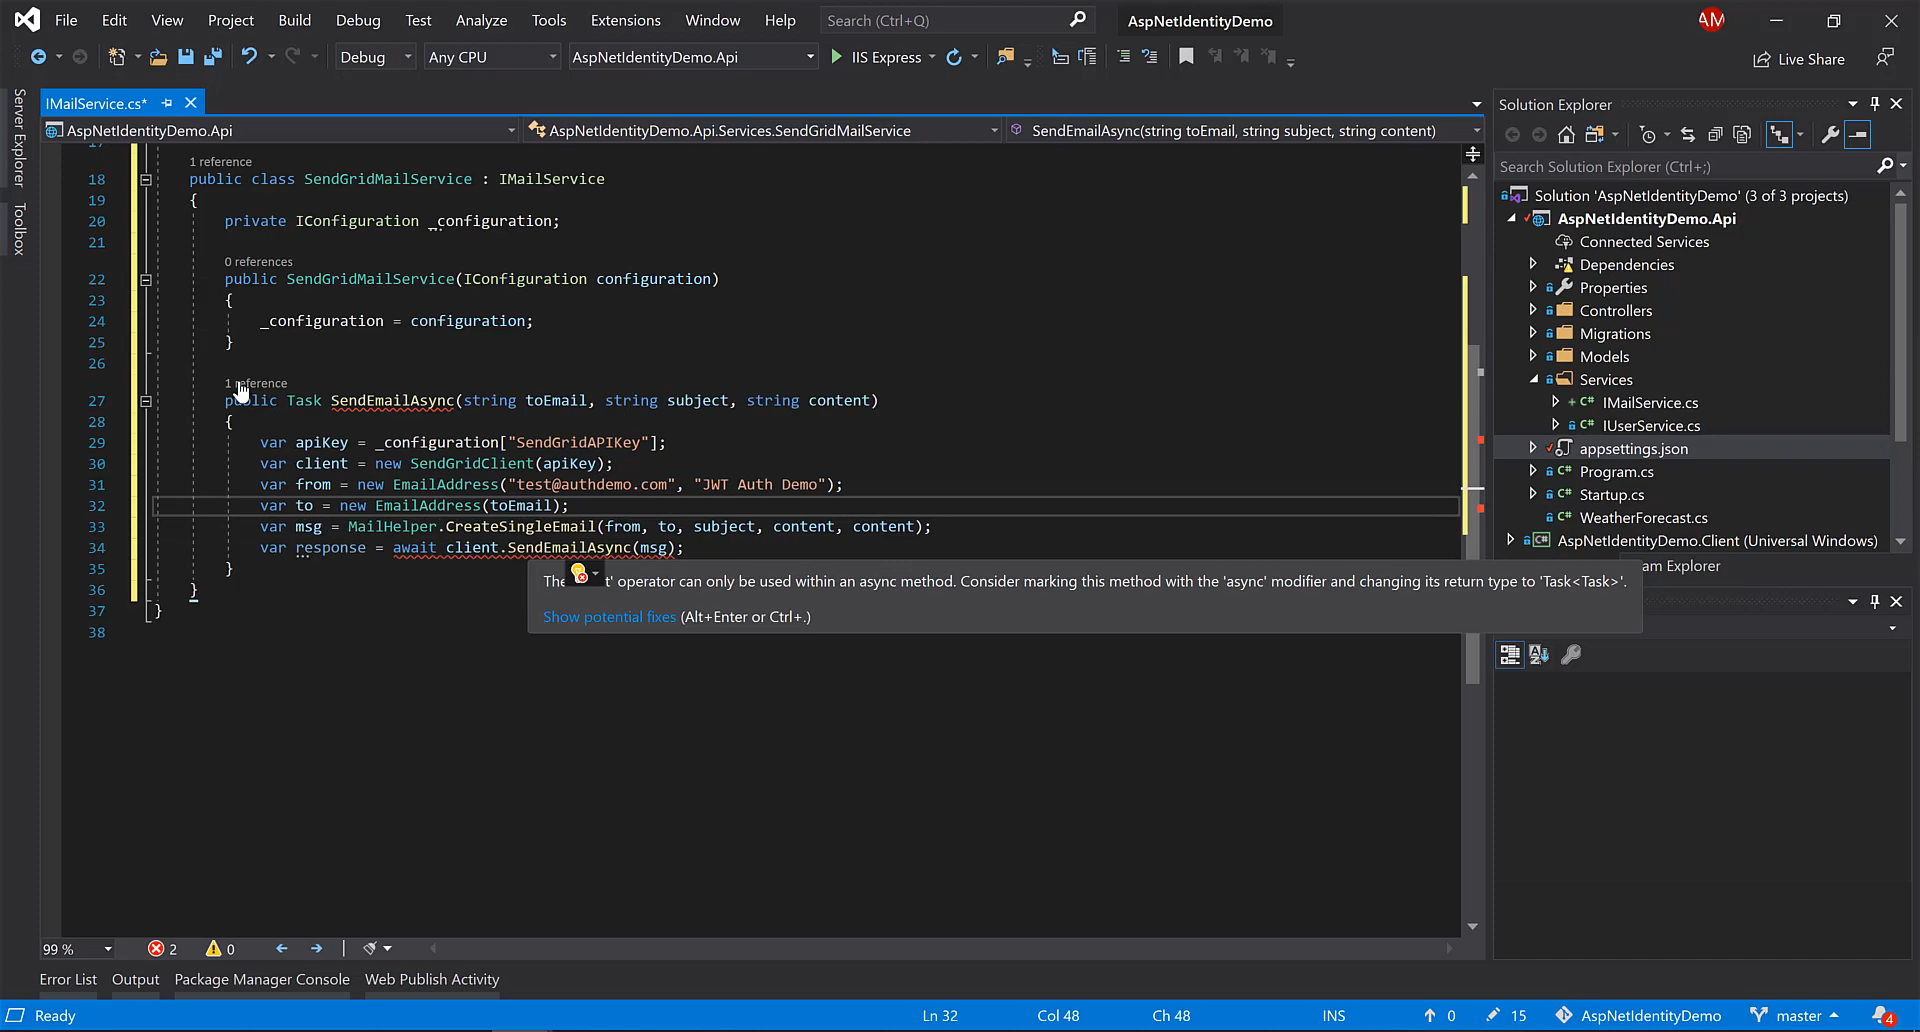 File Edit View Project Build Debug Test Analyze Tools Extensions Window Help Search (Ctrl+Q) AspNetIdentityDemo AM
Debug Any CPU AspNetIdentityDemo.Api IIS Express Live Share
Server Explorer
Toolbox
IMailService.cs*
AspNetIdentityDemo.Api AspNetIdentityDemo.Api.Services.SendGridMailService SendEmailAsync(string toEmail, string subject, string content)
17
1 reference
18 public class SendGridMailService : IMailService
19 {
20 private IConfiguration _configuration;
21
0 references
22 public SendGridMailService(IConfiguration configuration)
23 {
24 _configuration = configuration;
25 }
26
1 reference
27 public Task SendEmailAsync(string toEmail, string subject, string content)
28 {
29 var apiKey = _configuration["SendGridAPIKey"];
30 var client = new SendGridClient(apiKey);
31 var from = new EmailAddress("test@authdemo.com", "JWT Auth Demo");
32 var to = new EmailAddress(toEmail);
33 var msg = MailHelper.CreateSingleEmail(from, to, subject, content, content);
34 var response = await client.SendEmailAsync(msg);
35 }
36 }
37 }
38
The t' operator can only be used within an async method. Consider marking this method with the 'async' modifier and changing its return type to 'Task<Task>'.
Show potential fixes (Alt+Enter or Ctrl+.)
Solution Explorer
Search Solution Explorer (Ctrl+;)
Solution 'AspNetIdentityDemo' (3 of 3 projects)
AspNetIdentityDemo.Api
Connected Services
Dependencies
Properties
Controllers
Migrations
Models
Services
C# IMailService.cs
C# IUserService.cs
appsettings.json
C# Program.cs
C# Startup.cs
C# WeatherForecast.cs
C# AspNetIdentityDemo.Client (Universal Windows)
am Explorer
99 % 2 0
Error List Output Package Manager Console Web Publish Activity
Ready Ln 32 Col 48 Ch 48 INS 0 15 AspNetIdentityDemo master 4